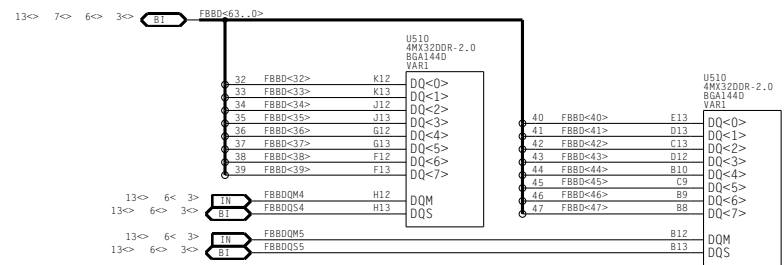 13<> 7<> 6<> 3<> BI FBBD<63..0>
U510
4MX32DDR-2.0
BGA144D
VAR1
32 FBBD<32> K12 DQ<0>
33 FBBD<33> K13 DQ<1>
34 FBBD<34> J12 DQ<2>
35 FBBD<35> J13 DQ<3>
36 FBBD<36> G12 DQ<4>
37 FBBD<37> G13 DQ<5>
38 FBBD<38> F12 DQ<6>
39 FBBD<39> F13 DQ<7>
13<> 6< 3> IN FBBDQM4 H12 DQM
13<> 6<> 3<> BI FBBDQS4 H13 DQS
U510
4MX32DDR-2.0
BGA144D
VAR1
40 FBBD<40> E13 DQ<0>
41 FBBD<41> D13 DQ<1>
42 FBBD<42> C13 DQ<2>
43 FBBD<43> D12 DQ<3>
44 FBBD<44> B10 DQ<4>
45 FBBD<45> C9 DQ<5>
46 FBBD<46> B9 DQ<6>
47 FBBD<47> B8 DQ<7>
13<> 6< 3> IN FBBDQM5 B12 DQM
13<> 6<> 3<> BI FBBDQS5 B13 DQS